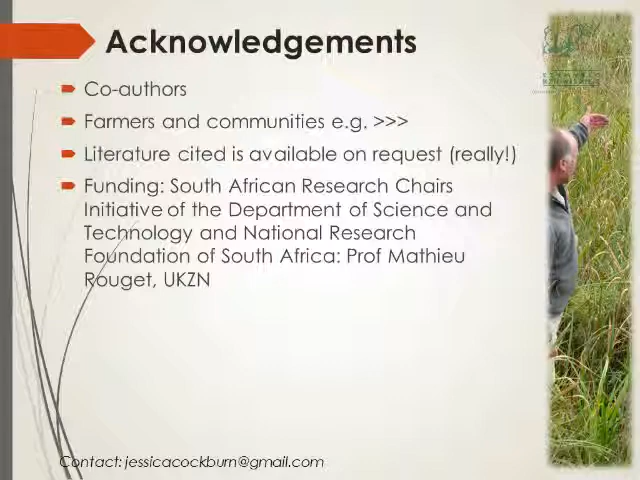 Acknowledgements
Co-authors
Farmers and communities e.g. >>>
Literature cited is available on request (really!)
Funding: South African Research Chairs
Initiative of the Department of Science and
Technology and National Research
Foundation of South Africa: Prof Mathieu
Rouget, UKZN
Contact: jessicacockburn@gmail.com